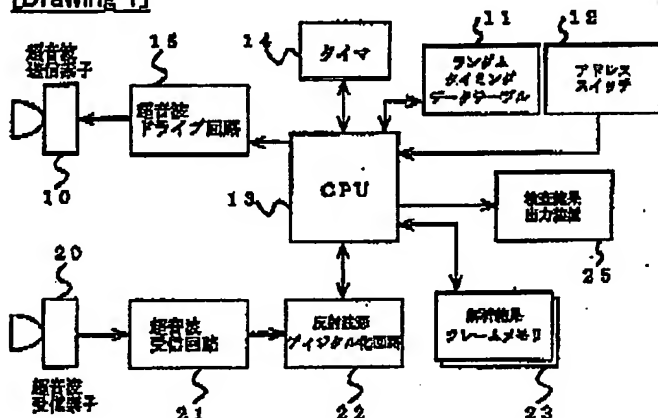 [Drawing 1]
超音波
送信素子
10
15
超音波
ドライブ回路
14
タイマ
11
ランダム
タイミング
データテーブル
12
アドレス
スイッチ
13
CPU
検査結果
出力装置
25
20
超音波
受信素子
超音波
受信回路
21
反射波形
ディジタル化回路
22
解析結果
フレームメモリ
23